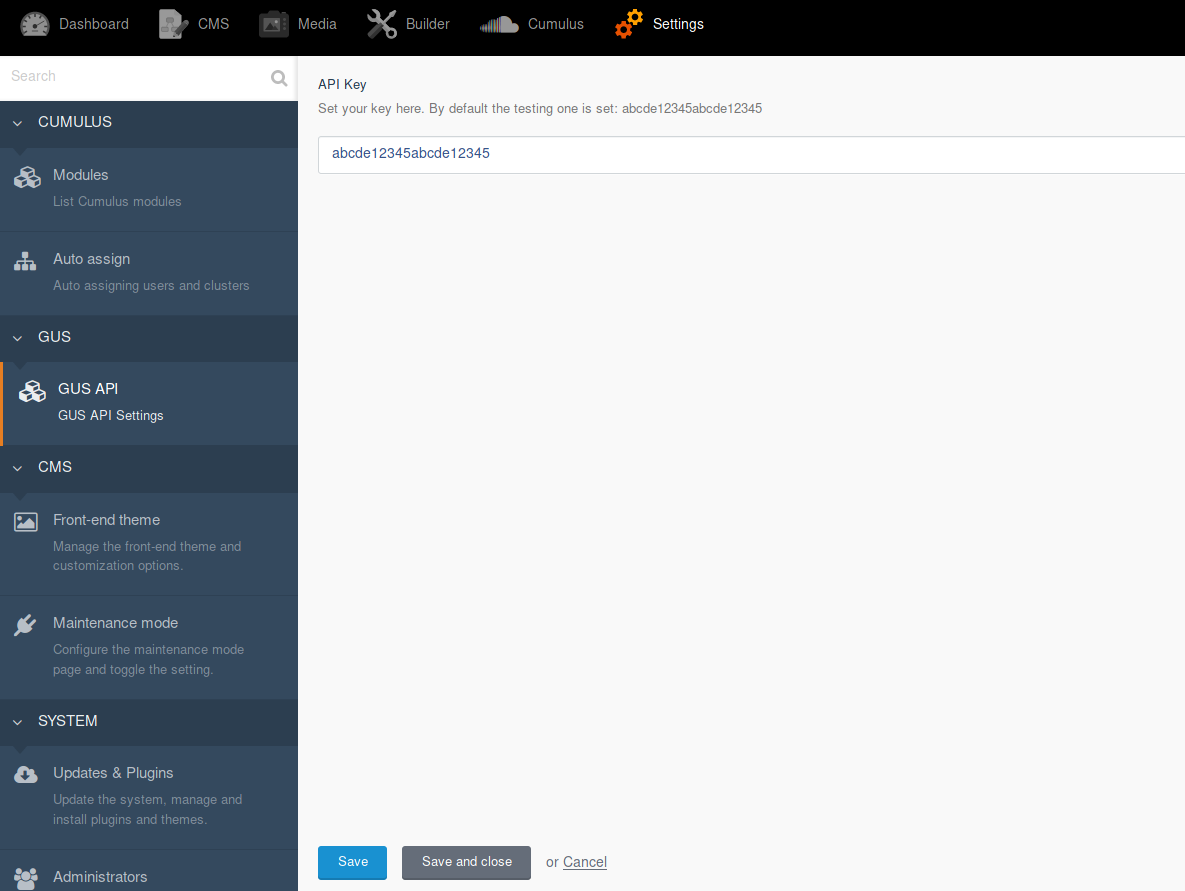 Dashboard CMS Media Builder Cumulus Settings
Search
CUMULUS
Modules
List Cumulus modules
Auto assign
Auto assigning users and clusters
GUS
GUS API
GUS API Settings
CMS
Front-end theme
Manage the front-end theme and
customization options.
Maintenance mode
Configure the maintenance mode
page and toggle the setting.
SYSTEM
Updates & Plugins
Update the system, manage and
install plugins and themes.
Administrators
API Key
Set your key here. By default the testing one is set: abcde12345abcde12345
abcde12345abcde12345
Save Save and close or Cancel